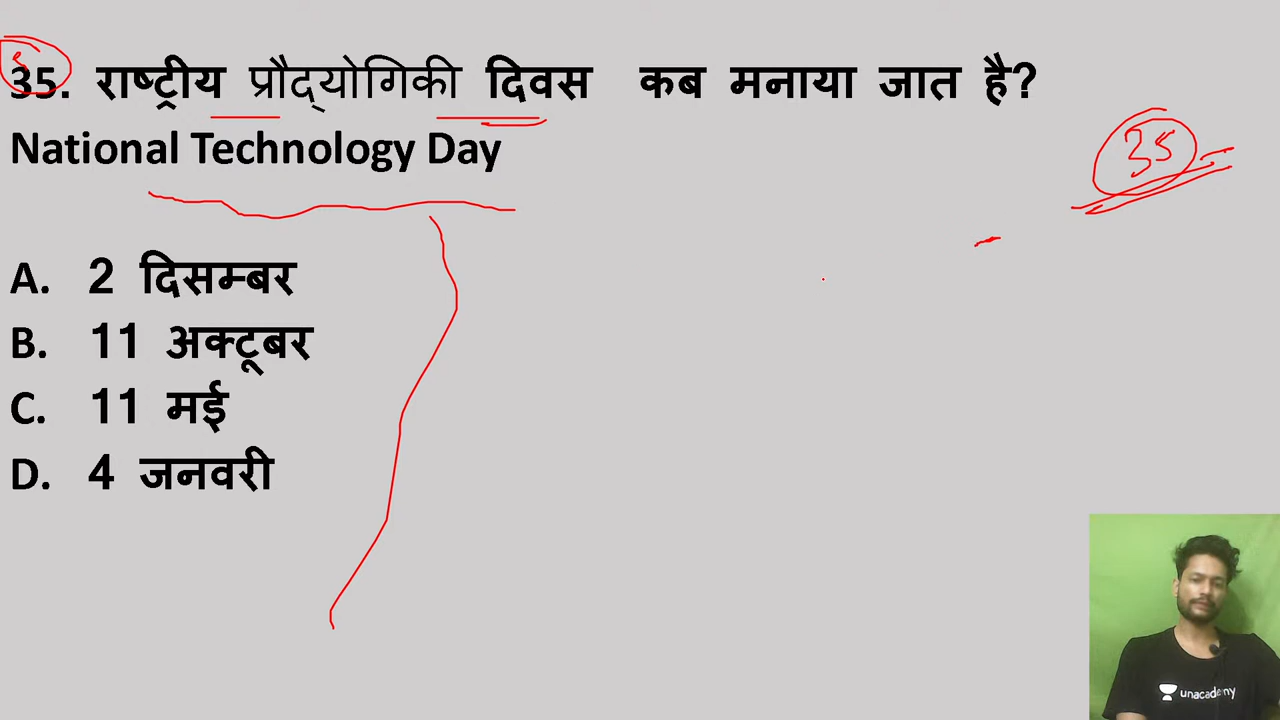 35. राष्ट्रीय प्रौद्योगिकी दिवस कब मनाया जात है?
National Technology Day
35
A. 2 दिसम्बर
B. 11 अक्टूबर
C. 11 मई
D. 4 जनवरी
unacademy